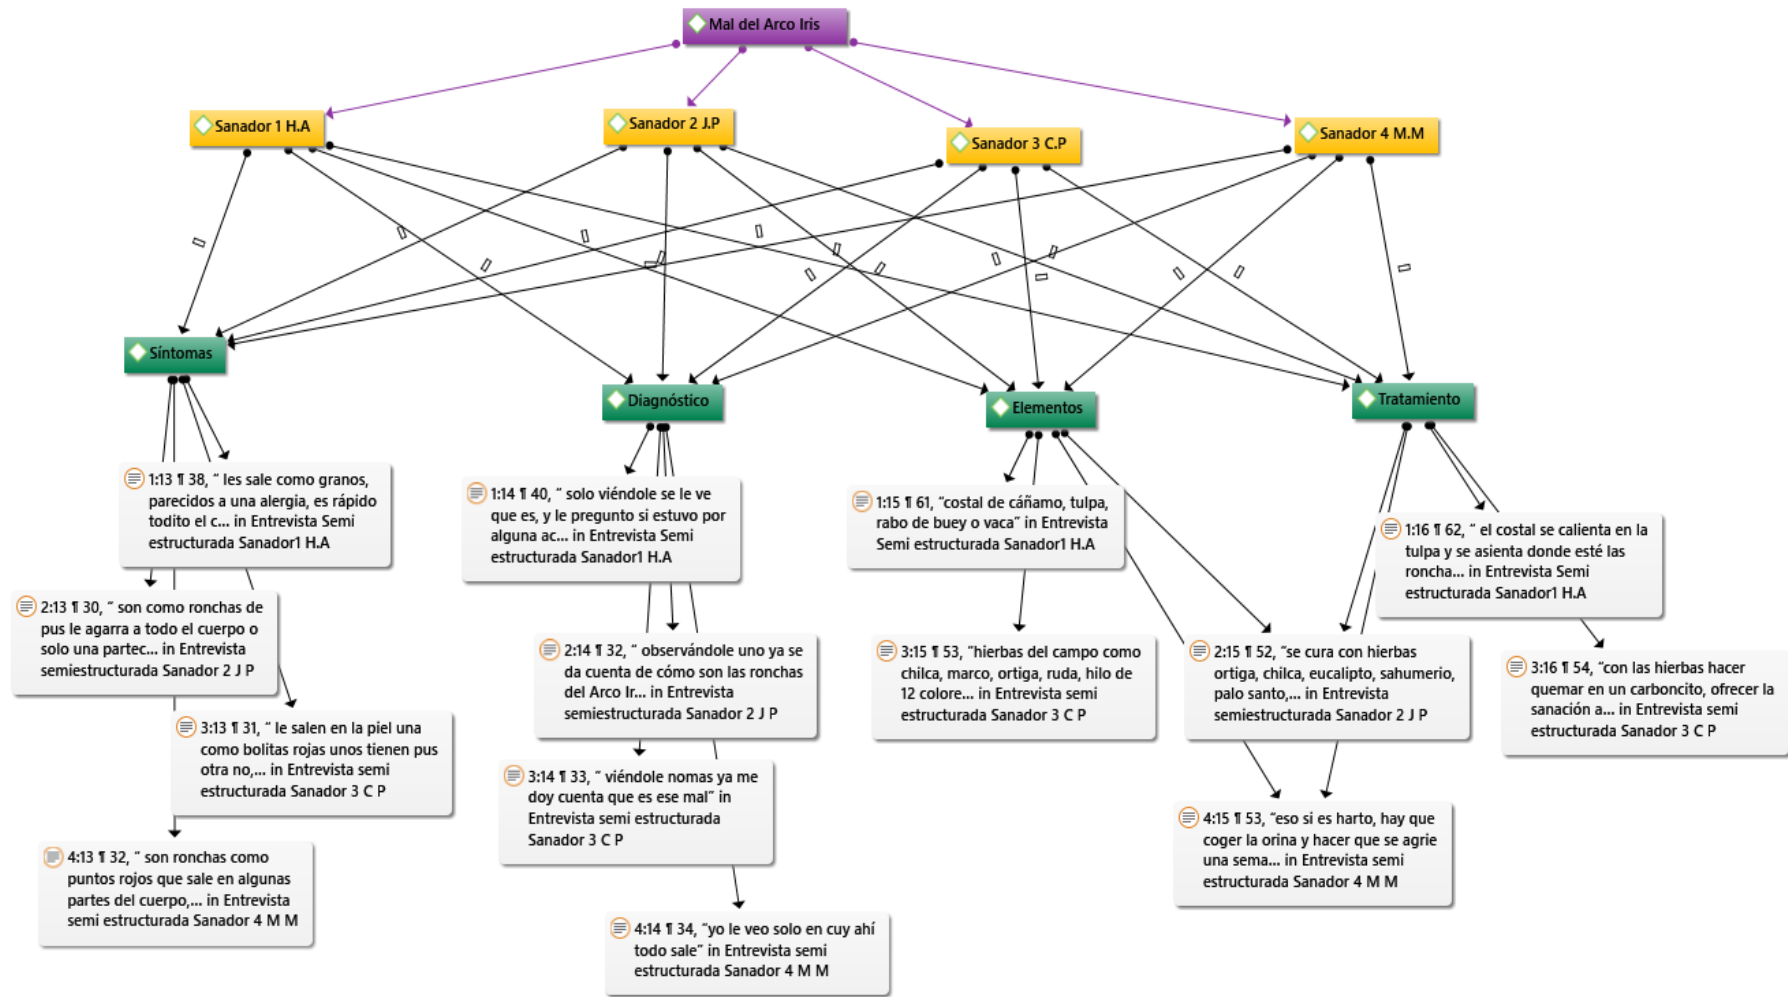 Mal del Arco Iris
Sanador 1 H.A
Sanador 2 J.P
Sanador 3 C.P
Sanador 4 M.M
Síntomas
Diagnóstico
Elementos
Tratamiento
1:13 ¶ 38, “ les sale como granos,
parecidos a una alergia, es rápido
todito el c... in Entrevista Semi
estructurada Sanador1 H.A
2:13 ¶ 30, “ son como ronchas de
pus le agarra a todo el cuerpo o
solo una partec... in Entrevista
semiestructurada Sanador 2 J P
3:13 ¶ 31, “ le salen en la piel una
como bolitas rojas unos tienen pus
otra no,... in Entrevista semi
estructurada Sanador 3 C P
4:13 ¶ 32, “ son ronchas como
puntos rojos que sale en algunas
partes del cuerpo,... in Entrevista
semi estructurada Sanador 4 M M
1:14 ¶ 40, “ solo viéndole se le ve
que es, y le pregunto si estuvo por
alguna ac... in Entrevista Semi
estructurada Sanador1 H.A
2:14 ¶ 32, “ observándole uno ya se
da cuenta de cómo son las ronchas
del Arco Ir... in Entrevista
semiestructurada Sanador 2 J P
3:14 ¶ 33, “ viéndole nomas ya me
doy cuenta que es ese mal” in
Entrevista semi estructurada
Sanador 3 C P
4:14 ¶ 34, “yo le veo solo en cuy ahí
todo sale” in Entrevista semi
estructurada Sanador 4 M M
1:15 ¶ 61, “costal de cáñamo, tulpa,
rabo de buey o vaca” in Entrevista
Semi estructurada Sanador1 H.A
3:15 ¶ 53, “hierbas del campo como
chilca, marco, ortiga, ruda, hilo de
12 colore... in Entrevista semi
estructurada Sanador 3 C P
2:15 ¶ 52, “se cura con hierbas
ortiga, chilca, eucalipto, sahumerio,
palo santo,... in Entrevista
semiestructurada Sanador 2 J P
4:15 ¶ 53, “eso si es harto, hay que
coger la orina y hacer que se agrie
una sema... in Entrevista semi
estructurada Sanador 4 M M
1:16 ¶ 62, “ el costal se calienta en la
tulpa y se asienta donde esté las
roncha... in Entrevista Semi
estructurada Sanador1 H.A
3:16 ¶ 54, “con las hierbas hacer
quemar en un carboncito, ofrecer la
sanación a... in Entrevista semi
estructurada Sanador 3 C P